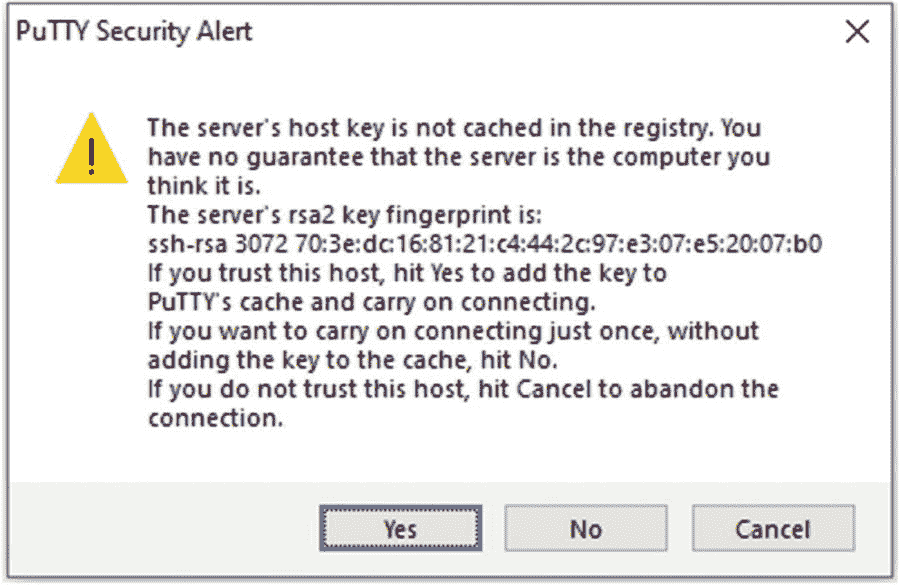 PuTTY Security Alert
The server's host key is not cached in the registry. You
have no guarantee that the server is the computer you
think it is.
The server's rsa2 key fingerprint is:
ssh-rsa 3072 70:3e:dc:16:81:21:c4:44:2c:97:e3:07:e5:20:07:b0
If you trust this host, hit Yes to add the key to
PuTTY's cache and carry on connecting.
If you want to carry on connecting just once, without
adding the key to the cache, hit No.
If you do not trust this host, hit Cancel to abandon the
connection.
Yes No Cancel